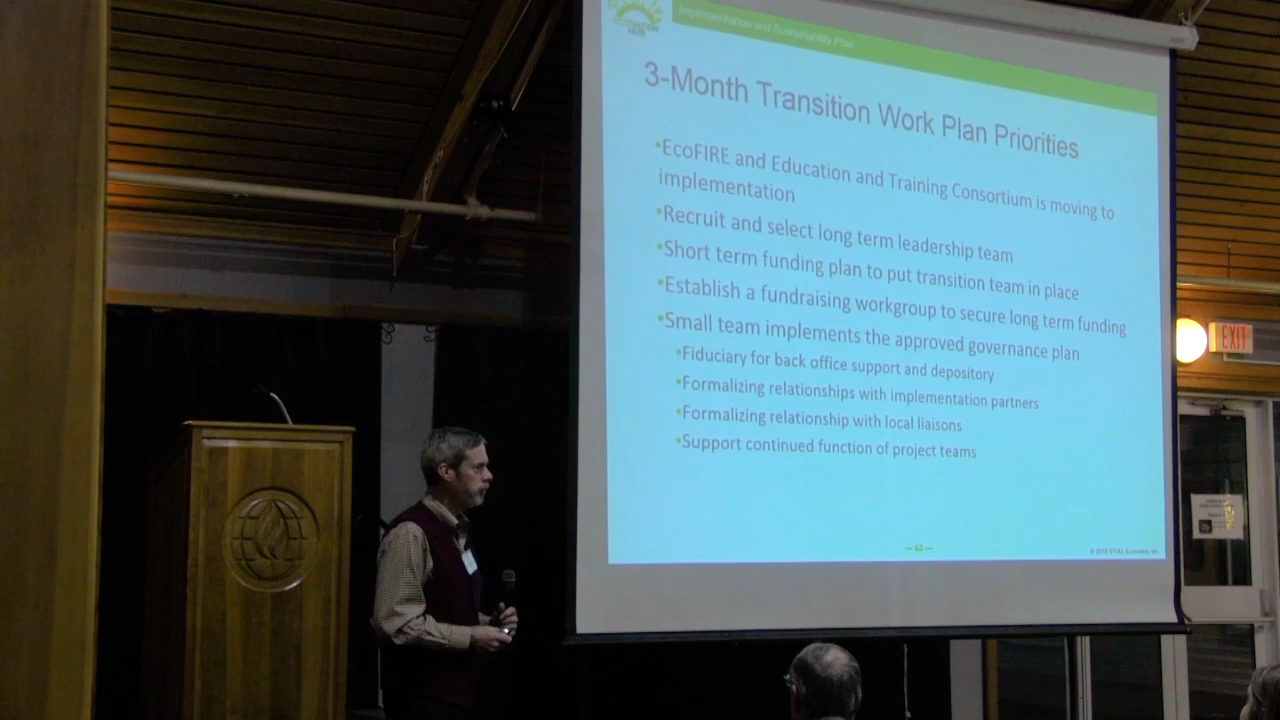 Implementation and Sustainability Plan
3-Month Transition Work Plan Priorities
•EcoFIRE and Education and Training Consortium is moving to
implementation
•Recruit and select long term leadership team
•Short term funding plan to put transition team in place
•Establish a fundraising workgroup to secure long term funding
•Small team implements the approved governance plan
•Fiduciary for back office support and depository
•Formalizing relationships with implementation partners
•Formalizing relationship with local liaisons
•Support continued function of project teams
EXIT